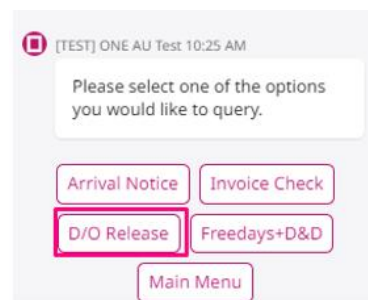 [TEST] ONE AU Test 10:25 AM
Please select one of the options
you would like to query.
Arrival Notice Invoice Check
D/O Release Freedays+D&D
Main Menu